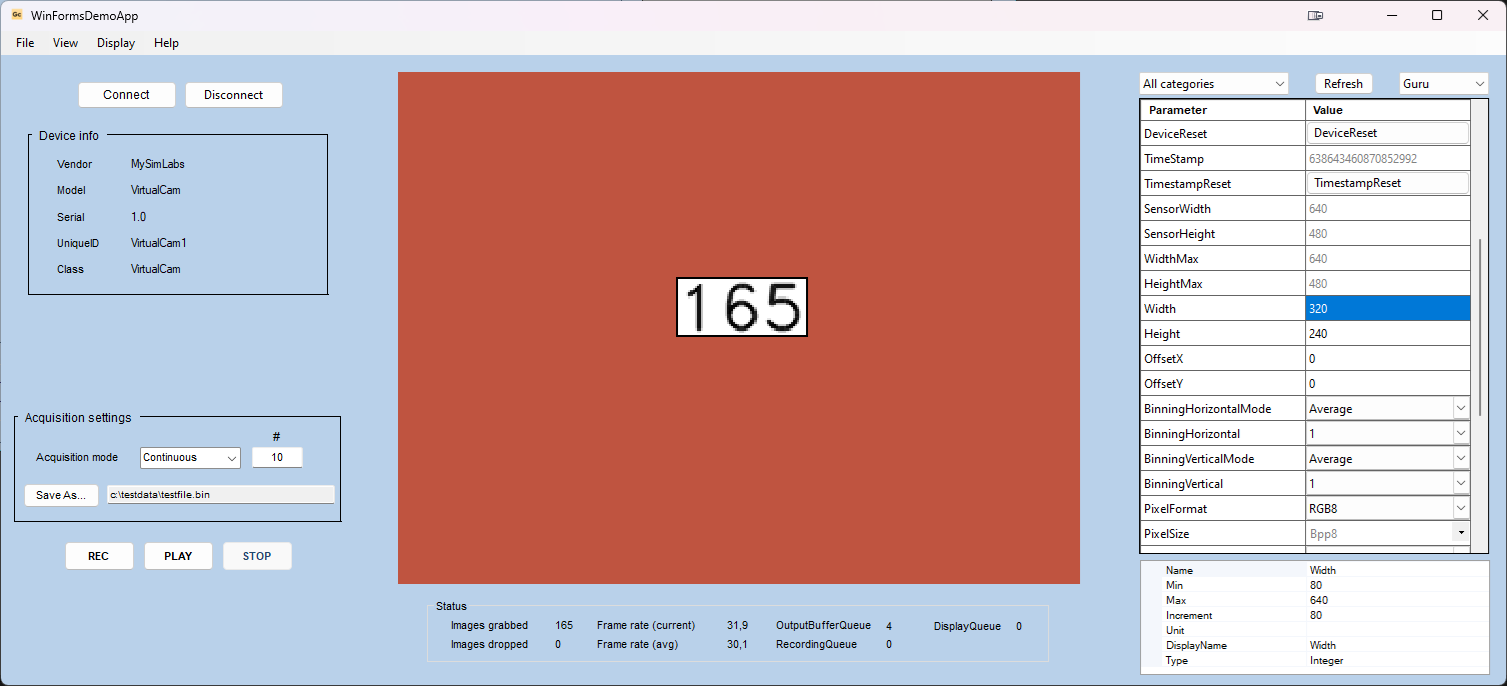 WinFormsDemoApp
File View Display Help
Connect Disconnect
Device info
Vendor MySimLabs
Model VirtualCam
Serial 1.0
UniqueID VirtualCam1
Class VirtualCam
Acquisition settings
#
Acquisition mode Continuous 10
Save As... c:\testdata\testfile.bin
REC PLAY STOP
165
Status
Images grabbed 165 Frame rate (current) 31,9 OutputBufferQueue 4 DisplayQueue 0
Images dropped 0 Frame rate (avg) 30,1 RecordingQueue 0
All categories Refresh Guru
Parameter Value
DeviceReset DeviceReset
TimeStamp 638643460870852992
TimestampReset TimestampReset
SensorWidth 640
SensorHeight 480
WidthMax 640
HeightMax 480
Width 320
Height 240
OffsetX 0
OffsetY 0
BinningHorizontalMode Average
BinningHorizontal 1
BinningVerticalMode Average
BinningVertical 1
PixelFormat RGB8
PixelSize Bpp8
Name Width
Min 80
Max 640
Increment 80
Unit
DisplayName Width
Type Integer